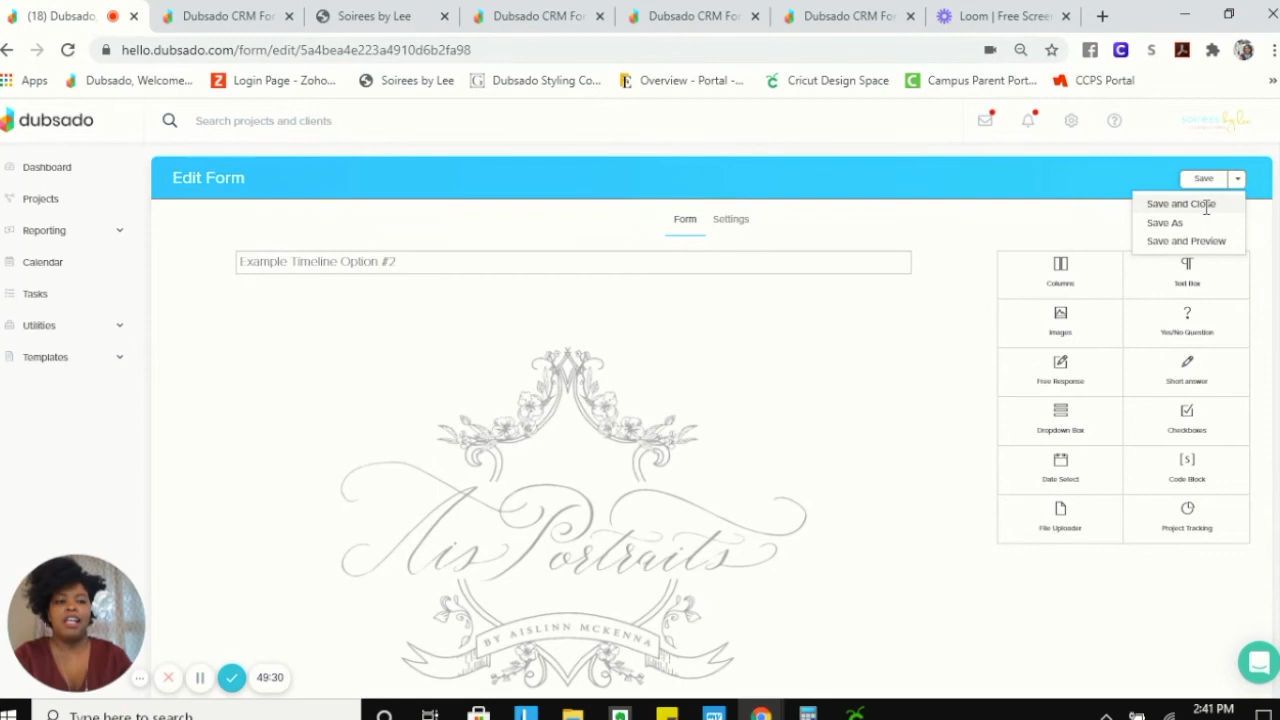 (18) Dubsado
Dubsado CRM For
Soirees by Lee
Dubsado CRM For
Dubsado CRM For
Dubsado CRM For
Loom | Free Screen
hello.dubsado.com/form/edit/5a4bea4e223a4910d6b2fa98
Apps
Dubsado, Welcome...
Login Page - Zoho...
Soirees by Lee
Dubsado Styling Co...
Overview - Portal -...
Cricut Design Space
Campus Parent Port...
CCPS Portal
dubsado
Search projects and clients
soirées by lee
Dashboard
Projects
Reporting
Calendar
Tasks
Utilities
Templates
Edit Form
Save
Save and Close
Save As
Save and Preview
Form
Settings
Example Timeline Option #2
Columns
Text Box
Images
Yes/No Question
Free Response
Short answer
Dropdown Box
Checkboxes
Date Select
[s]
Code Block
File Uploader
Project Tracking
Ais Portraits
BY AISLINN MCKENNA
49:30
Type here to search
2:41 PM